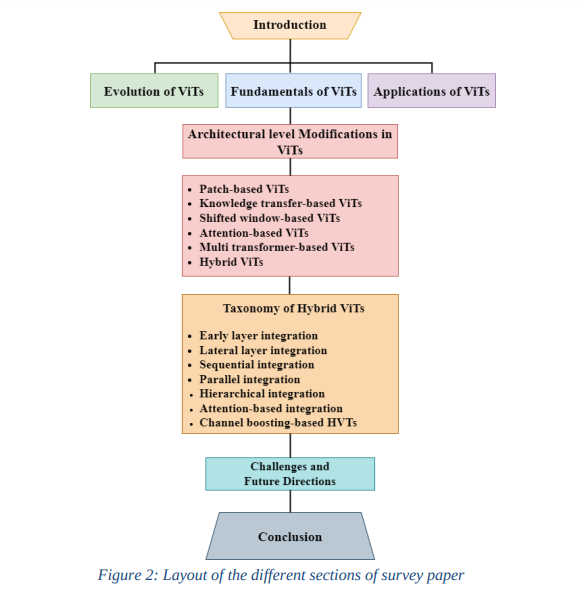 Introduction
Evolution of ViTs
Fundamentals of ViTs
Applications of ViTs
Architectural level Modifications in
ViTs
• Patch-based ViTs
• Knowledge transfer-based ViTs
• Shifted window-based ViTs
• Attention-based ViTs
• Multi transformer-based ViTs
• Hybrid ViTs
Taxonomy of Hybrid ViTs
• Early layer integration
• Lateral layer integration
• Sequential integration
• Parallel integration
• Hierarchical integration
• Attention-based integration
• Channel boosting-based HVTs
Challenges and
Future Directions
Conclusion
Figure 2: Layout of the different sections of survey paper